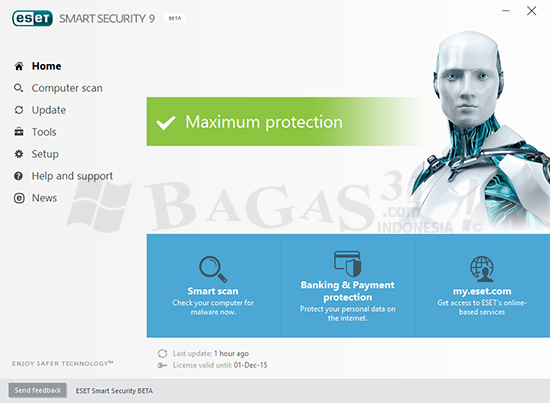 eset SMART SECURITY 9 BETA
Home
Computer scan
Update
Tools
Setup
Help and support
News
Maximum protection
BAGAS31!
.com
INDONESIA ©
Smart scan
Check your computer for
malware now.
Banking & Payment
protection
Protect your personal data on
the internet.
my.eset.com
Get access to ESET's online-
based services
Last update: 1 hour ago
License valid until: 01-Dec-15
ENJOY SAFER TECHNOLOGY™
Send feedback ESET Smart Security BETA